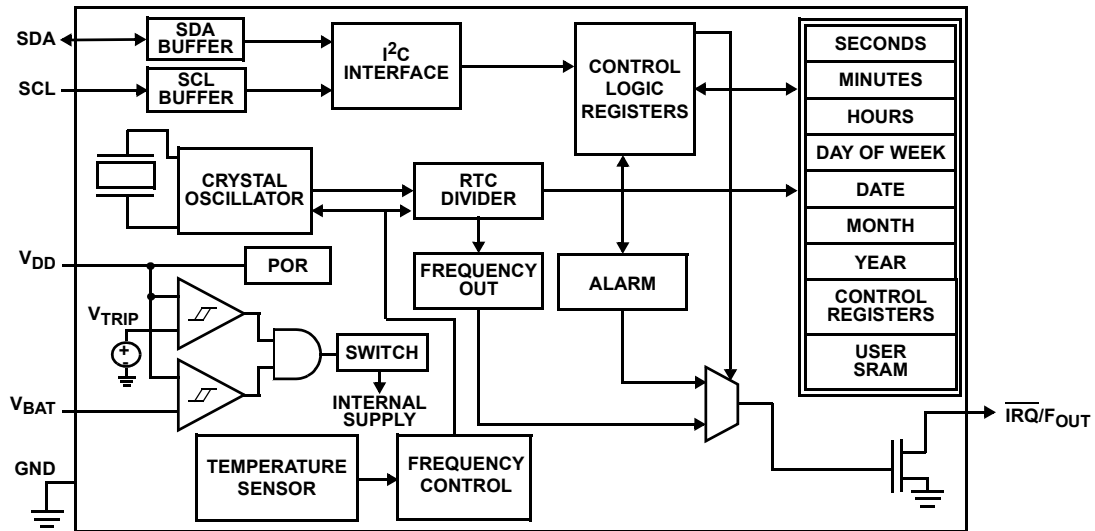 SDA
SDA
BUFFER
I²C
INTERFACE
CONTROL
LOGIC
REGISTERS
SECONDS
MINUTES
HOURS
DAY OF WEEK
DATE
MONTH
YEAR
CONTROL
REGISTERS
USER
SRAM
SCL
SCL
BUFFER
CRYSTAL
OSCILLATOR
RTC
DIVIDER
FREQUENCY
OUT
ALARM
VDD
POR
VTRIP
+
-
SWITCH
INTERNAL
SUPPLY
VBAT
GND
TEMPERATURE
SENSOR
FREQUENCY
CONTROL
I̅R̅Q̅/FOUT